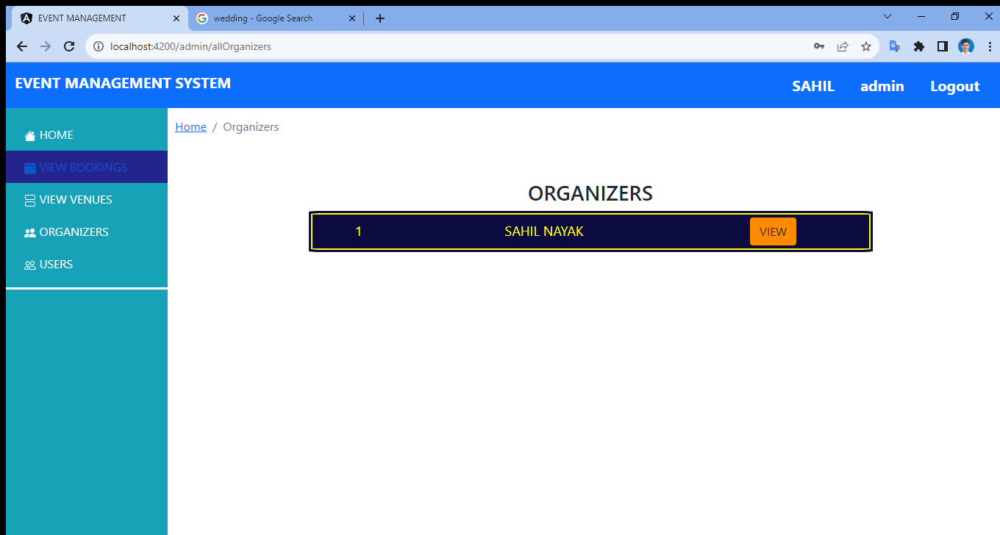 EVENT MANAGEMENT
wedding - Google Search
localhost:4200/admin/allOrganizers
EVENT MANAGEMENT SYSTEM
SAHIL admin Logout
HOME
VIEW BOOKINGS
VIEW VENUES
ORGANIZERS
USERS
Home / Organizers
ORGANIZERS
1 SAHIL NAYAK VIEW